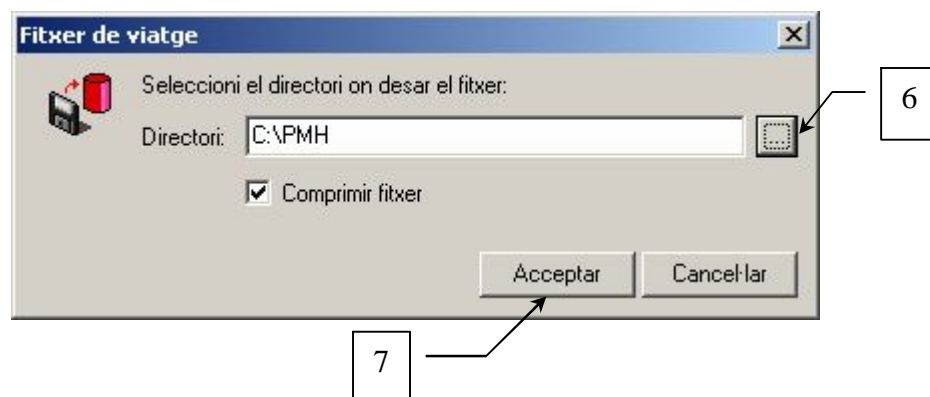 Fitxer de viatge
Seleccioni el directori on desar el fitxer:
Directori: C:\PMH ...
6
Comprimir fitxer
Acceptar Cancel·lar
7